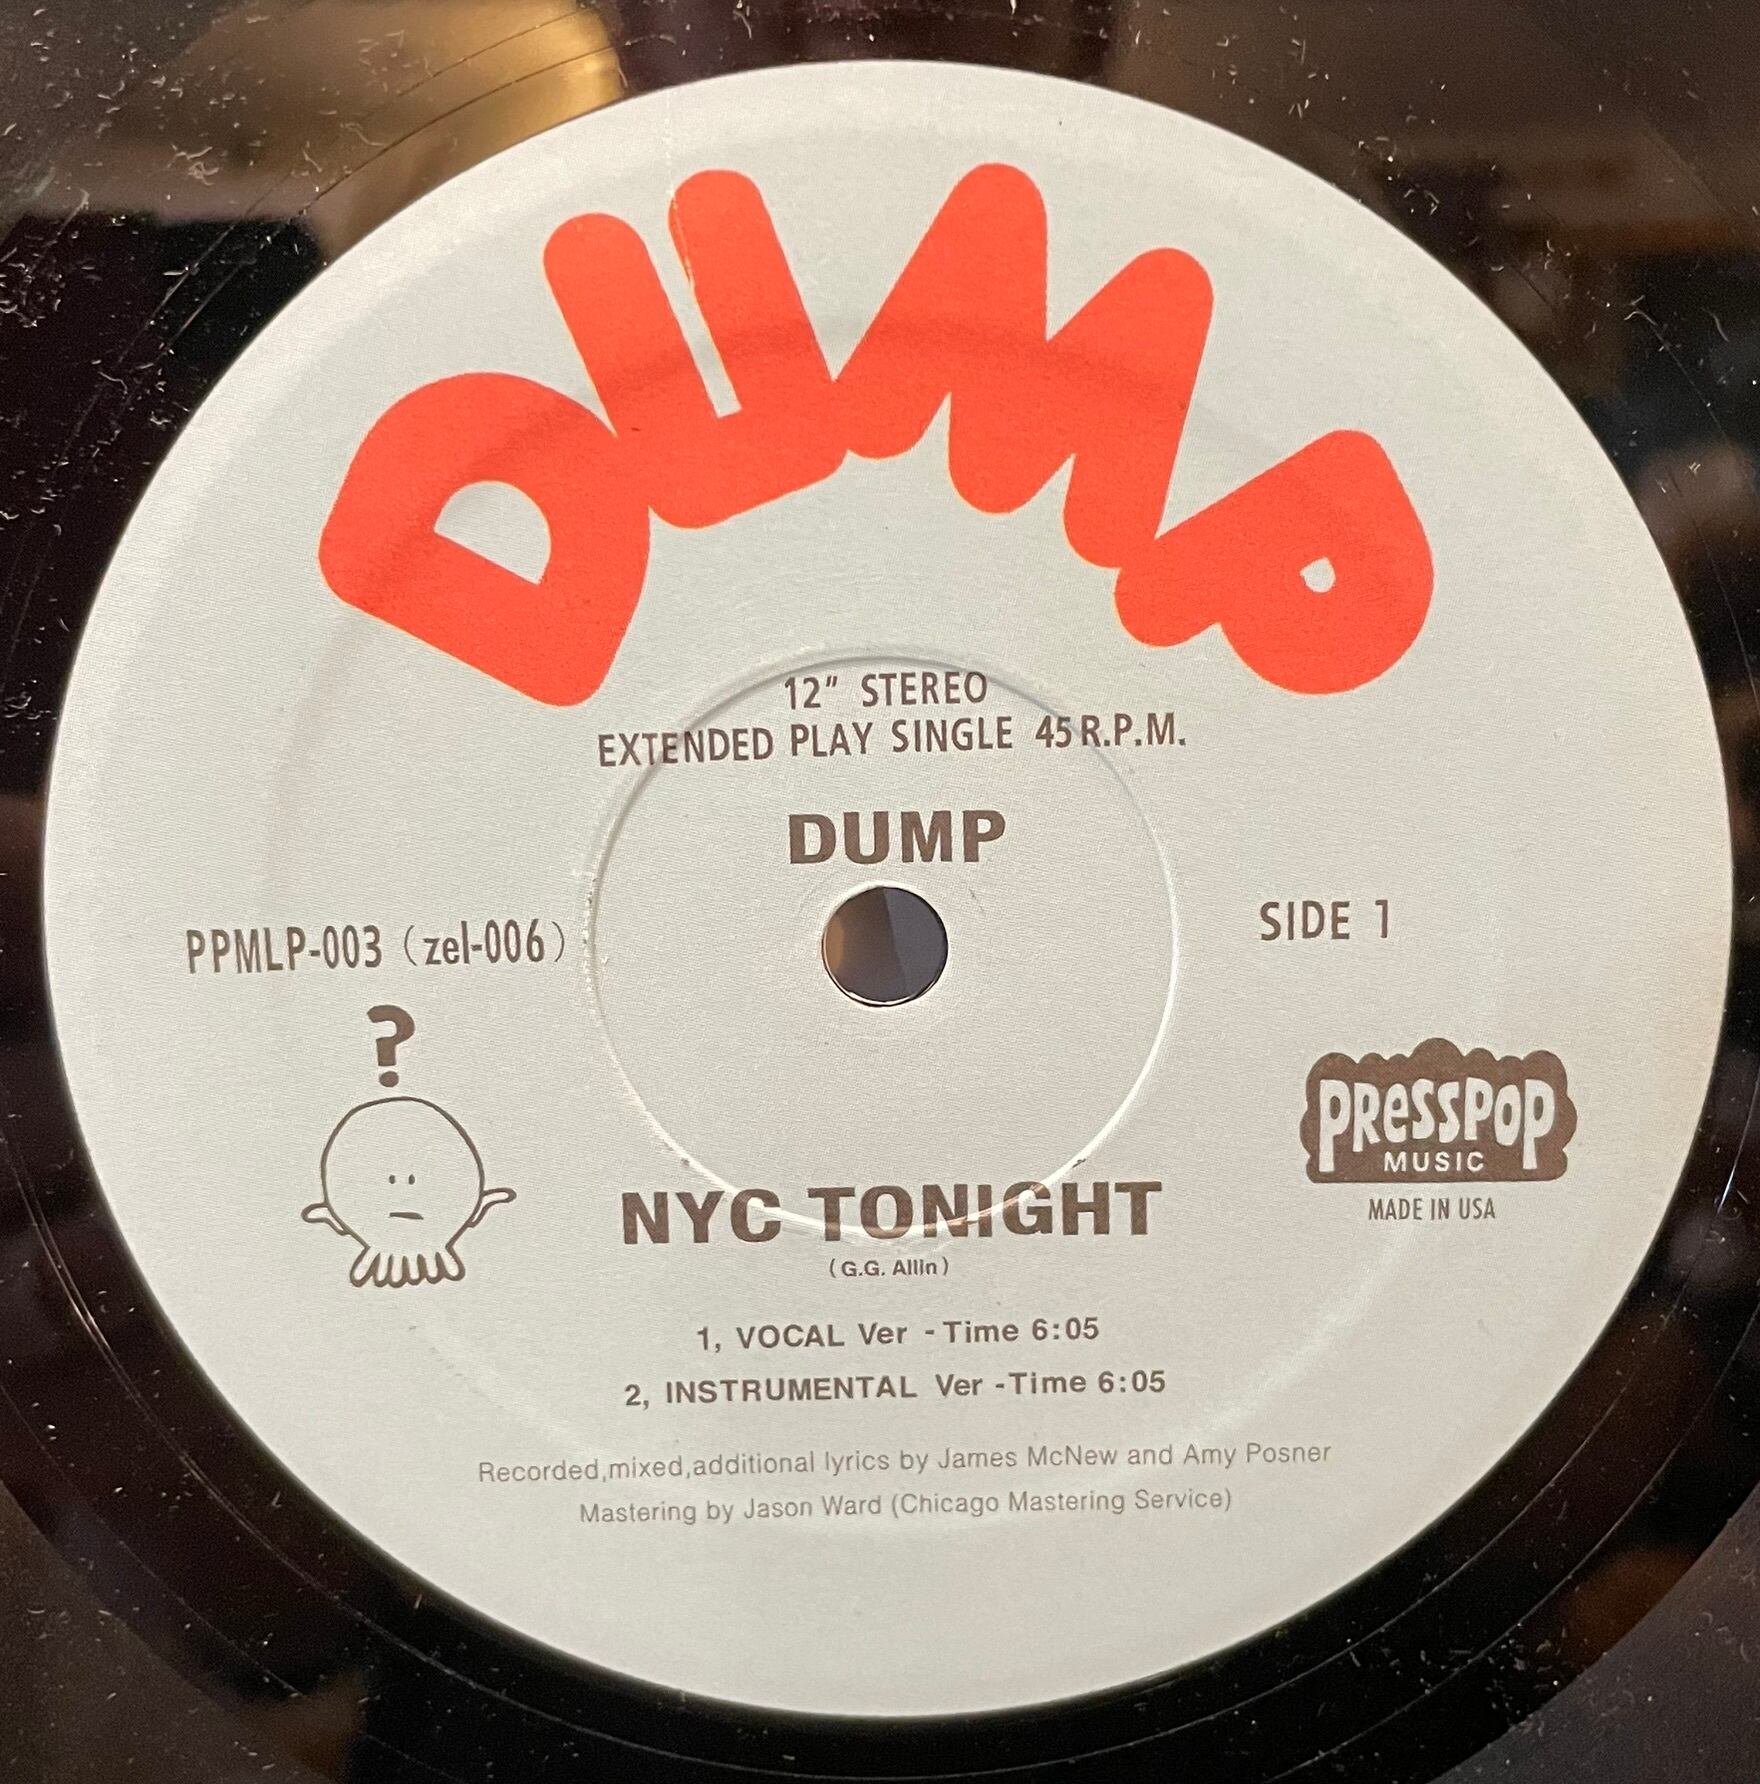 DUMP
12" STEREO
EXTENDED PLAY SINGLE 45 R.P.M.
DUMP
PPMLP-003 (zel-006)
SIDE 1
?
PRESSPOP
MUSIC
MADE IN USA
NYC TONIGHT
(G.G. Allin)
1, VOCAL Ver - Time 6:05
2, INSTRUMENTAL Ver -Time 6:05
Recorded,mixed,additional lyrics by James McNew and Amy Posner
Mastering by Jason Ward (Chicago Mastering Service)